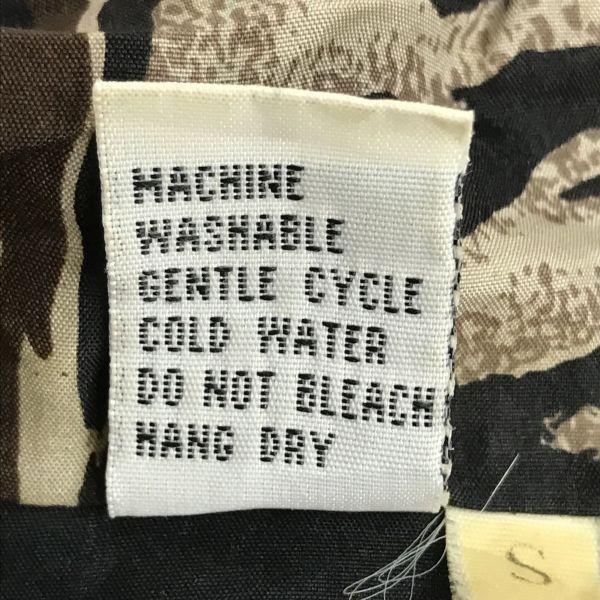 MACHINE
WASHABLE
GENTLE CYCLE
COLD WATER
DO NOT BLEACH
HANG DRY
S